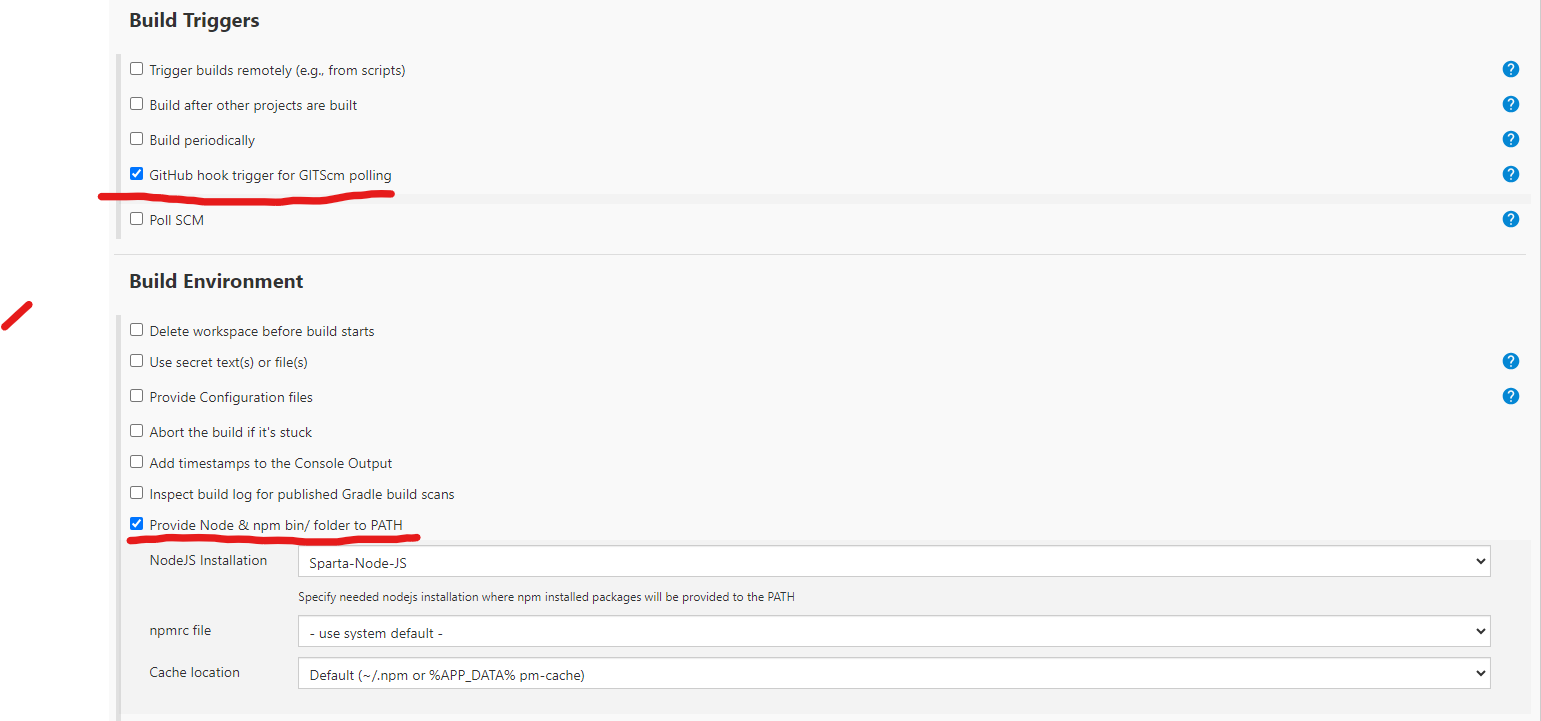 Build Triggers
Trigger builds remotely (e.g., from scripts)
?
Build after other projects are built
?
Build periodically
?
GitHub hook trigger for GITScm polling
?
Poll SCM
?
Build Environment
Delete workspace before build starts
Use secret text(s) or file(s)
?
Provide Configuration files
?
Abort the build if it's stuck
Add timestamps to the Console Output
Inspect build log for published Gradle build scans
Provide Node & npm bin/ folder to PATH
NodeJS Installation
Sparta-Node-JS
Specify needed nodejs installation where npm installed packages will be provided to the PATH
npmrc file
- use system default -
Cache location
Default (~/.npm or %APP_DATA% pm-cache)